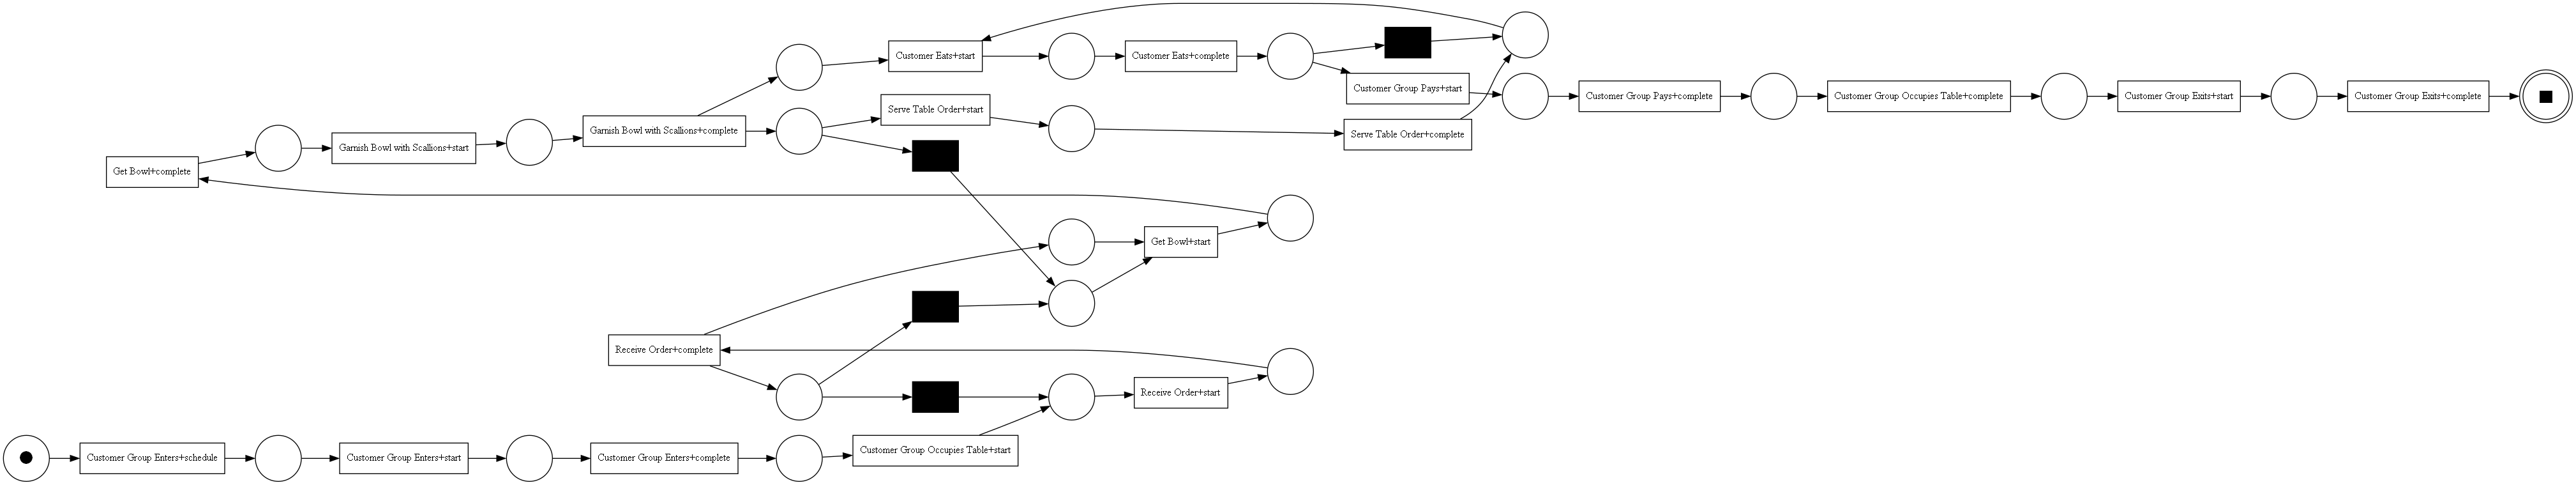 Customer Eats+start
Customer Eats+complete
Customer Group Pays+start
Customer Group Pays+complete
Customer Group Occupies Table+complete
Customer Group Exits+start
Customer Group Exits+complete
Serve Table Order+start
Serve Table Order+complete
Garnish Bowl with Scallions+complete
Garnish Bowl with Scallions+start
Get Bowl+complete
Get Bowl+start
Receive Order+complete
Receive Order+start
Customer Group Enters+schedule
Customer Group Enters+start
Customer Group Enters+complete
Customer Group Occupies Table+start